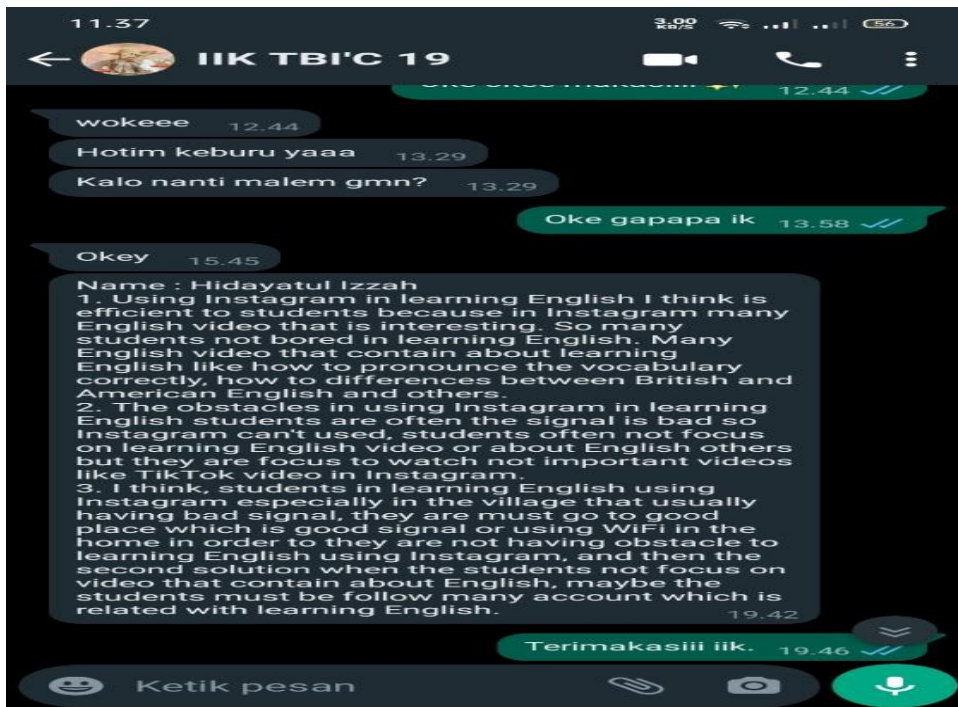 11.37
3.00
KB/S
56
IIK TBI'C 19
12.44
wokeee 12.44
Hotim keburu yaaa 13.29
Kalo nanti malem gmn? 13.29
Oke gapapa ik 13.58
Okey 15.45
Name : Hidayatul Izzah
1. Using Instagram in learning English I think is
efficient to students because in Instagram many
English video that is interesting. So many
students not bored in learning English. Many
English video that contain about learning
English like how to pronounce the vocabulary
correctly, how to differences between British and
American English and others.
2. The obstacles in using Instagram in learning
English students are often the signal is bad so
Instagram can't used, students often not focus
on learning English video or about English others
but they are focus to watch not important videos
like TikTok video in Instagram.
3. I think, students in learning English using
Instagram especially in the village that usually
having bad signal, they are must go to good
place which is good signal or using WiFi in the
home in order to they are not having obstacle to
learning English using Instagram, and then the
second solution when the students not focus on
video that contain about English, maybe the
students must be follow many account which is
related with learning English.
19.42
Terimakasiii iik. 19.46
Ketik pesan